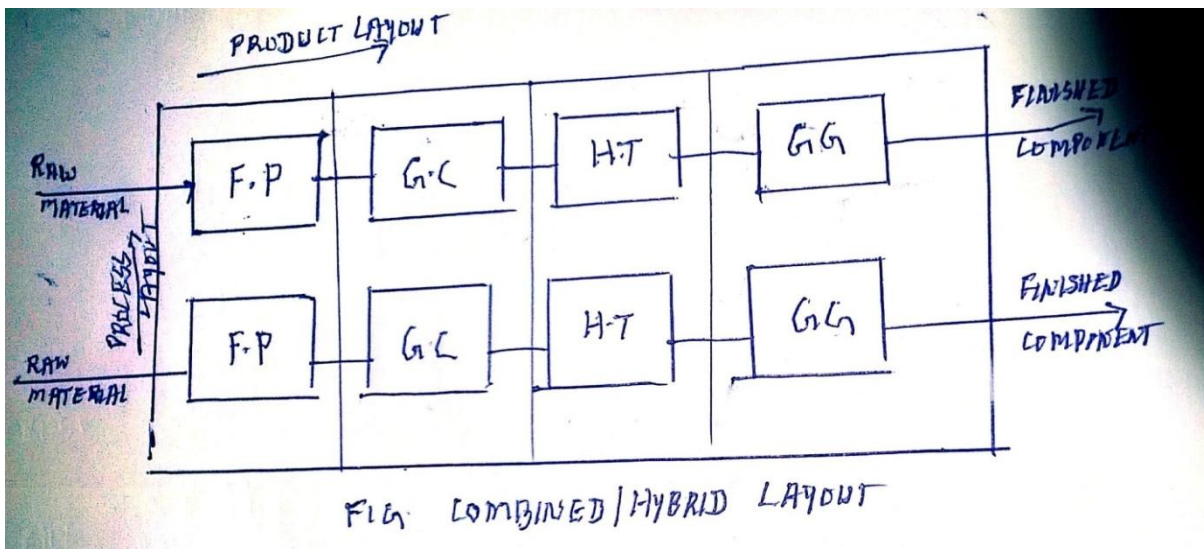 PRODUCT LAYOUT
FINISHED
COMPONENT
RAW
MATERIAL
F.P
G.C
H.T
G.G
PROCESS
LAYOUT
FINISHED
COMPONENT
RAW
MATERIAL
F.P
G.C
H.T
G.G
FIG. COMBINED/HYBRID LAYOUT